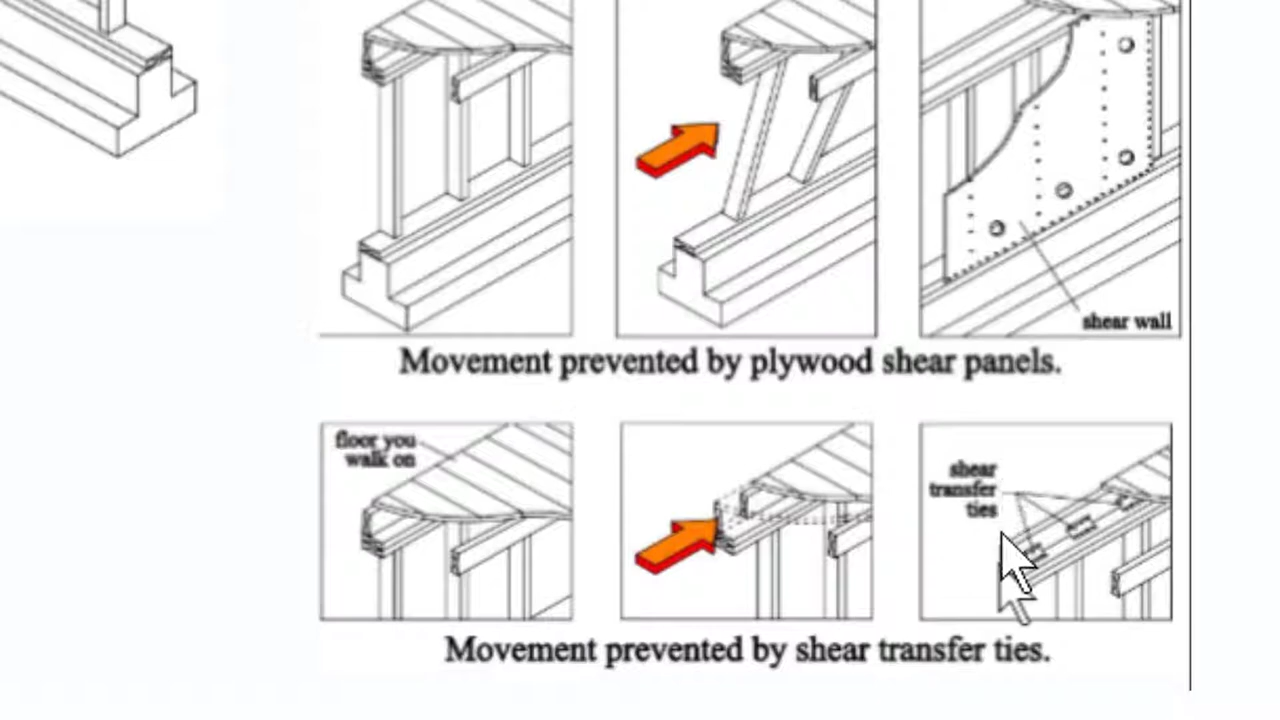 shear wall
Movement prevented by plywood shear panels.
floor you
walk on
shear
transfer
ties
Movement prevented by shear transfer ties.